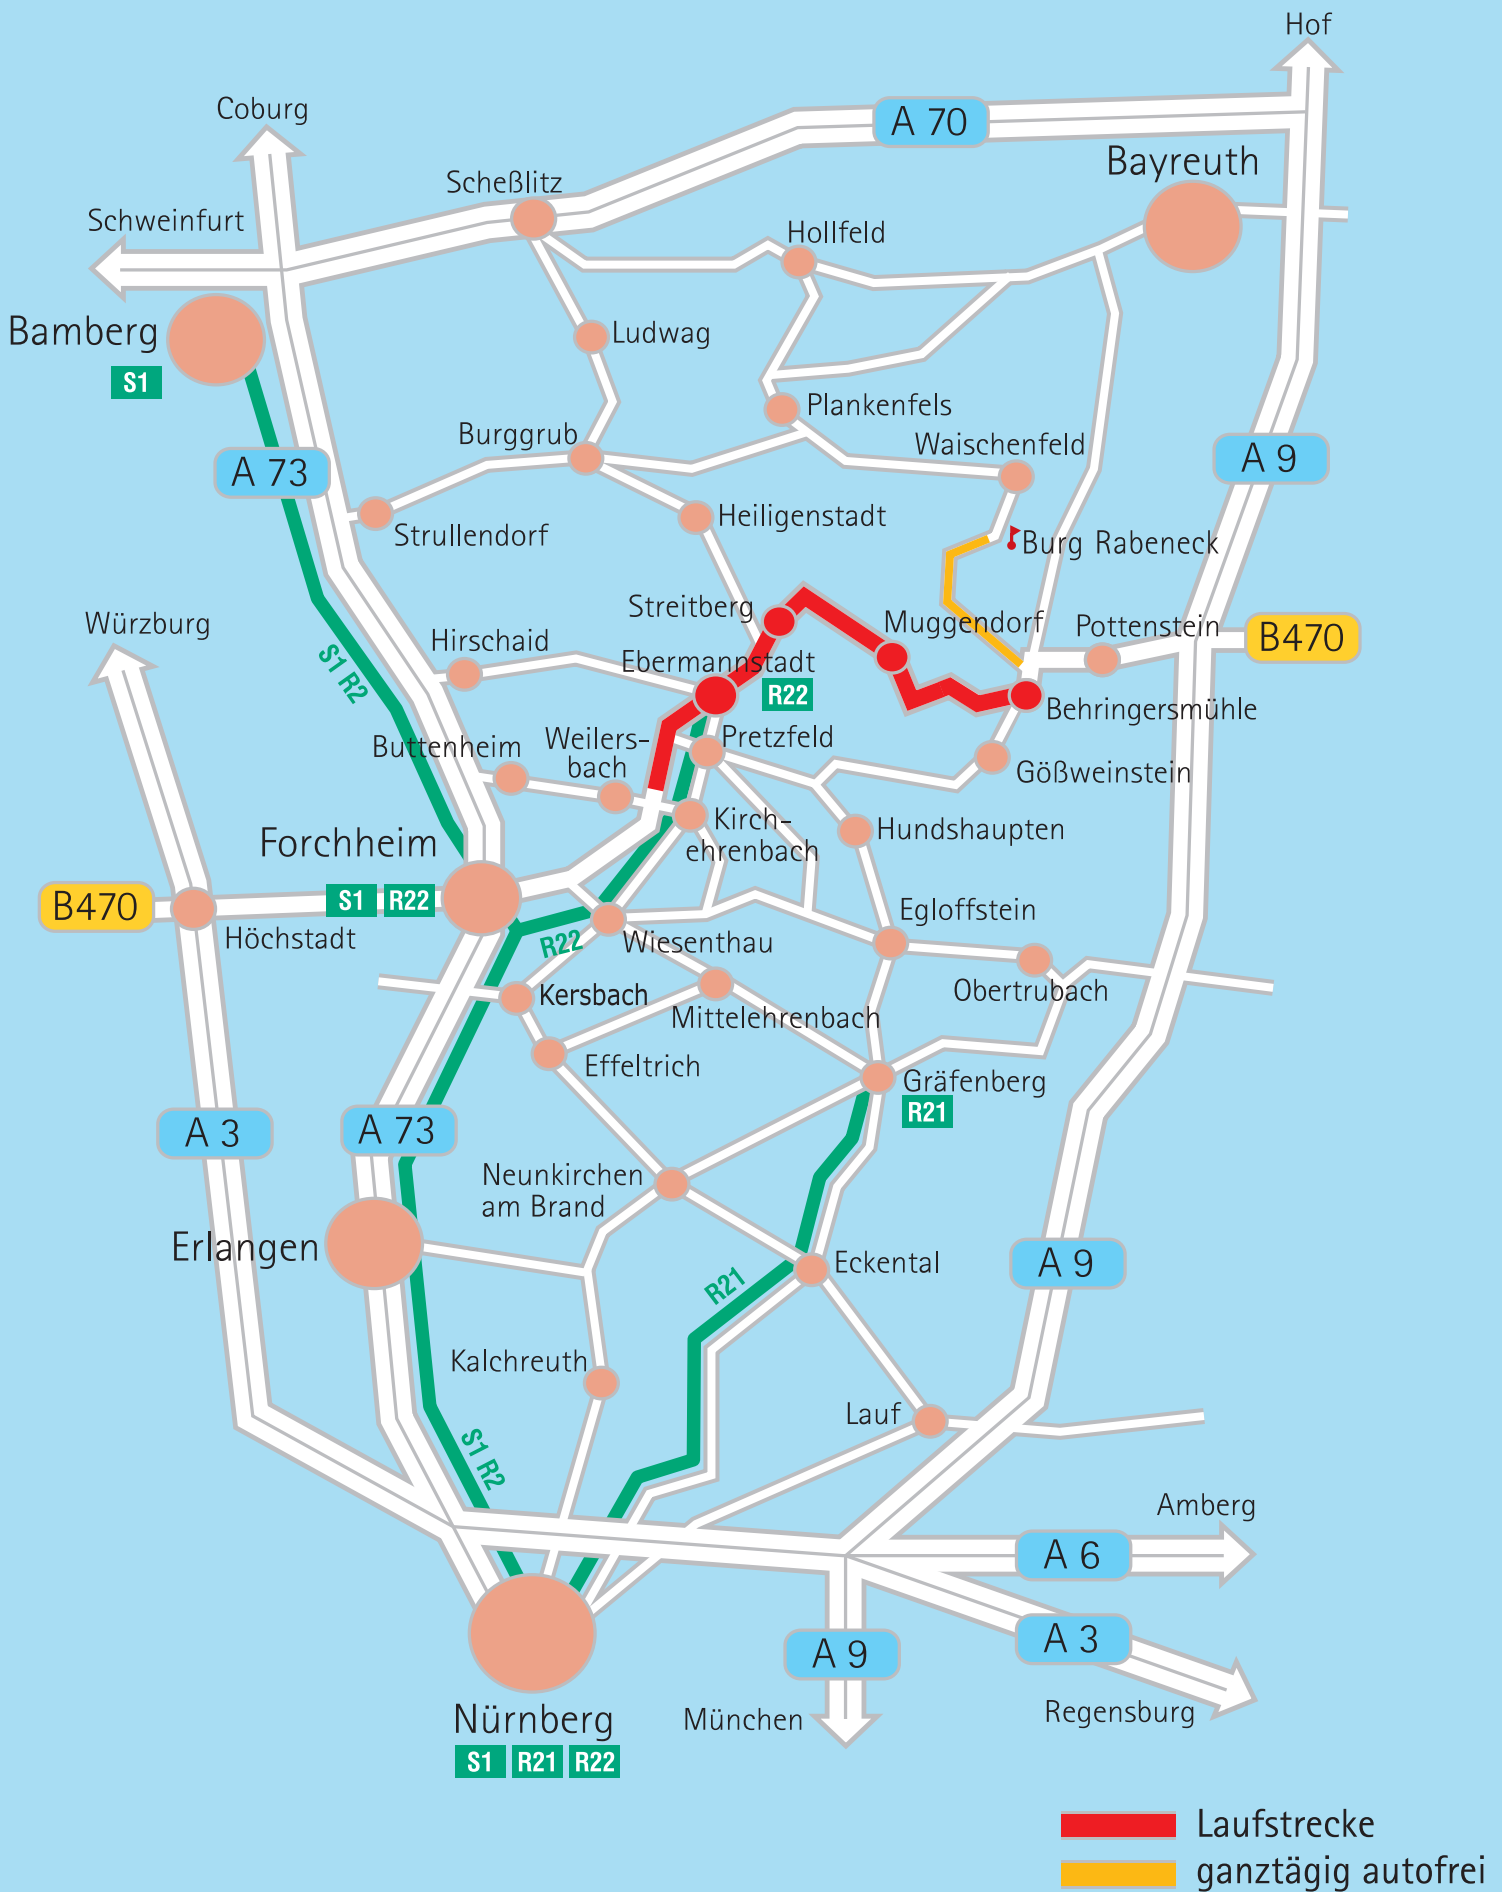 Hof
Coburg
A 70
Bayreuth
Scheßlitz
Schweinfurt
Hollfeld
Bamberg
S1
Ludwag
Plankenfels
Burggrub
Waischenfeld
A 73
A 9
Strullendorf
Heiligenstadt
Burg Rabeneck
Streitberg
Muggendorf
Pottenstein
B470
Würzburg
Hirschaid
S1 R2
Ebermannstadt
R22
Behringersmühle
Buttenheim
Weilers-
bach
Pretzfeld
Gößweinstein
Forchheim
Kirch-
ehrenbach
Hundshaupten
B470
S1 R22
Höchstadt
R22
Wiesenthau
Egloffstein
Kersbach
Mittelehrenbach
Obertrubach
Effeltrich
Gräfenberg
R21
A 3
A 73
Neunkirchen
am Brand
Erlangen
Eckental
A 9
R21
Kalchreuth
Lauf
S1 R2
Amberg
A 6
A 3
A 9
Nürnberg
S1 R21 R22
München
Regensburg
Laufstrecke
ganztägig autofrei